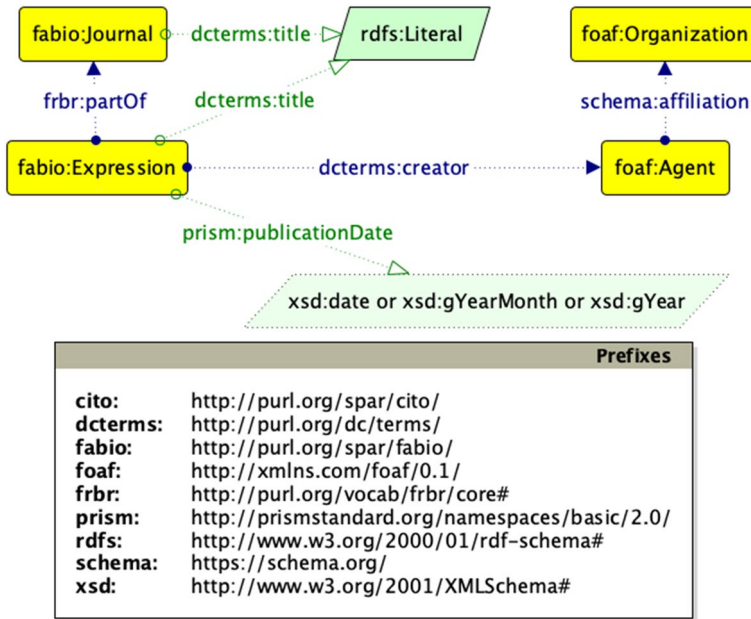 fabio:Journal dcterms:title rdfs:Literal foaf:Organization
frbr:partOf dcterms:title schema:affiliation
fabio:Expression dcterms:creator foaf:Agent
prism:publicationDate
xsd:date or xsd:gYearMonth or xsd:gYear
Prefixes
cito: http://purl.org/spar/cito/
dcterms: http://purl.org/dc/terms/
fabio: http://purl.org/spar/fabio/
foaf: http://xmlns.com/foaf/0.1/
frbr: http://purl.org/vocab/frbr/core#
prism: http://prismstandard.org/namespaces/basic/2.0/
rdfs: http://www.w3.org/2000/01/rdf-schema#
schema: https://schema.org/
xsd: http://www.w3.org/2001/XMLSchema#